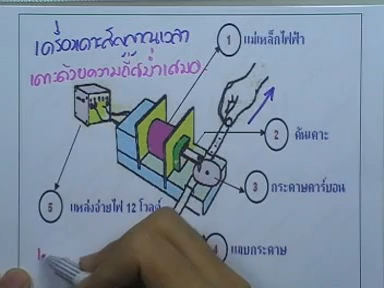 เครื่องเคาะสัญญาณเวลา
เคาะด้วยความถี่สม่ำเสมอ
1 แม่เหล็กไฟฟ้า
2 คันเคาะ
3 กระดาษคาร์บอน
5 แหล่งจ่ายไฟ 12 โวลต์
4 แถบกระดาษ